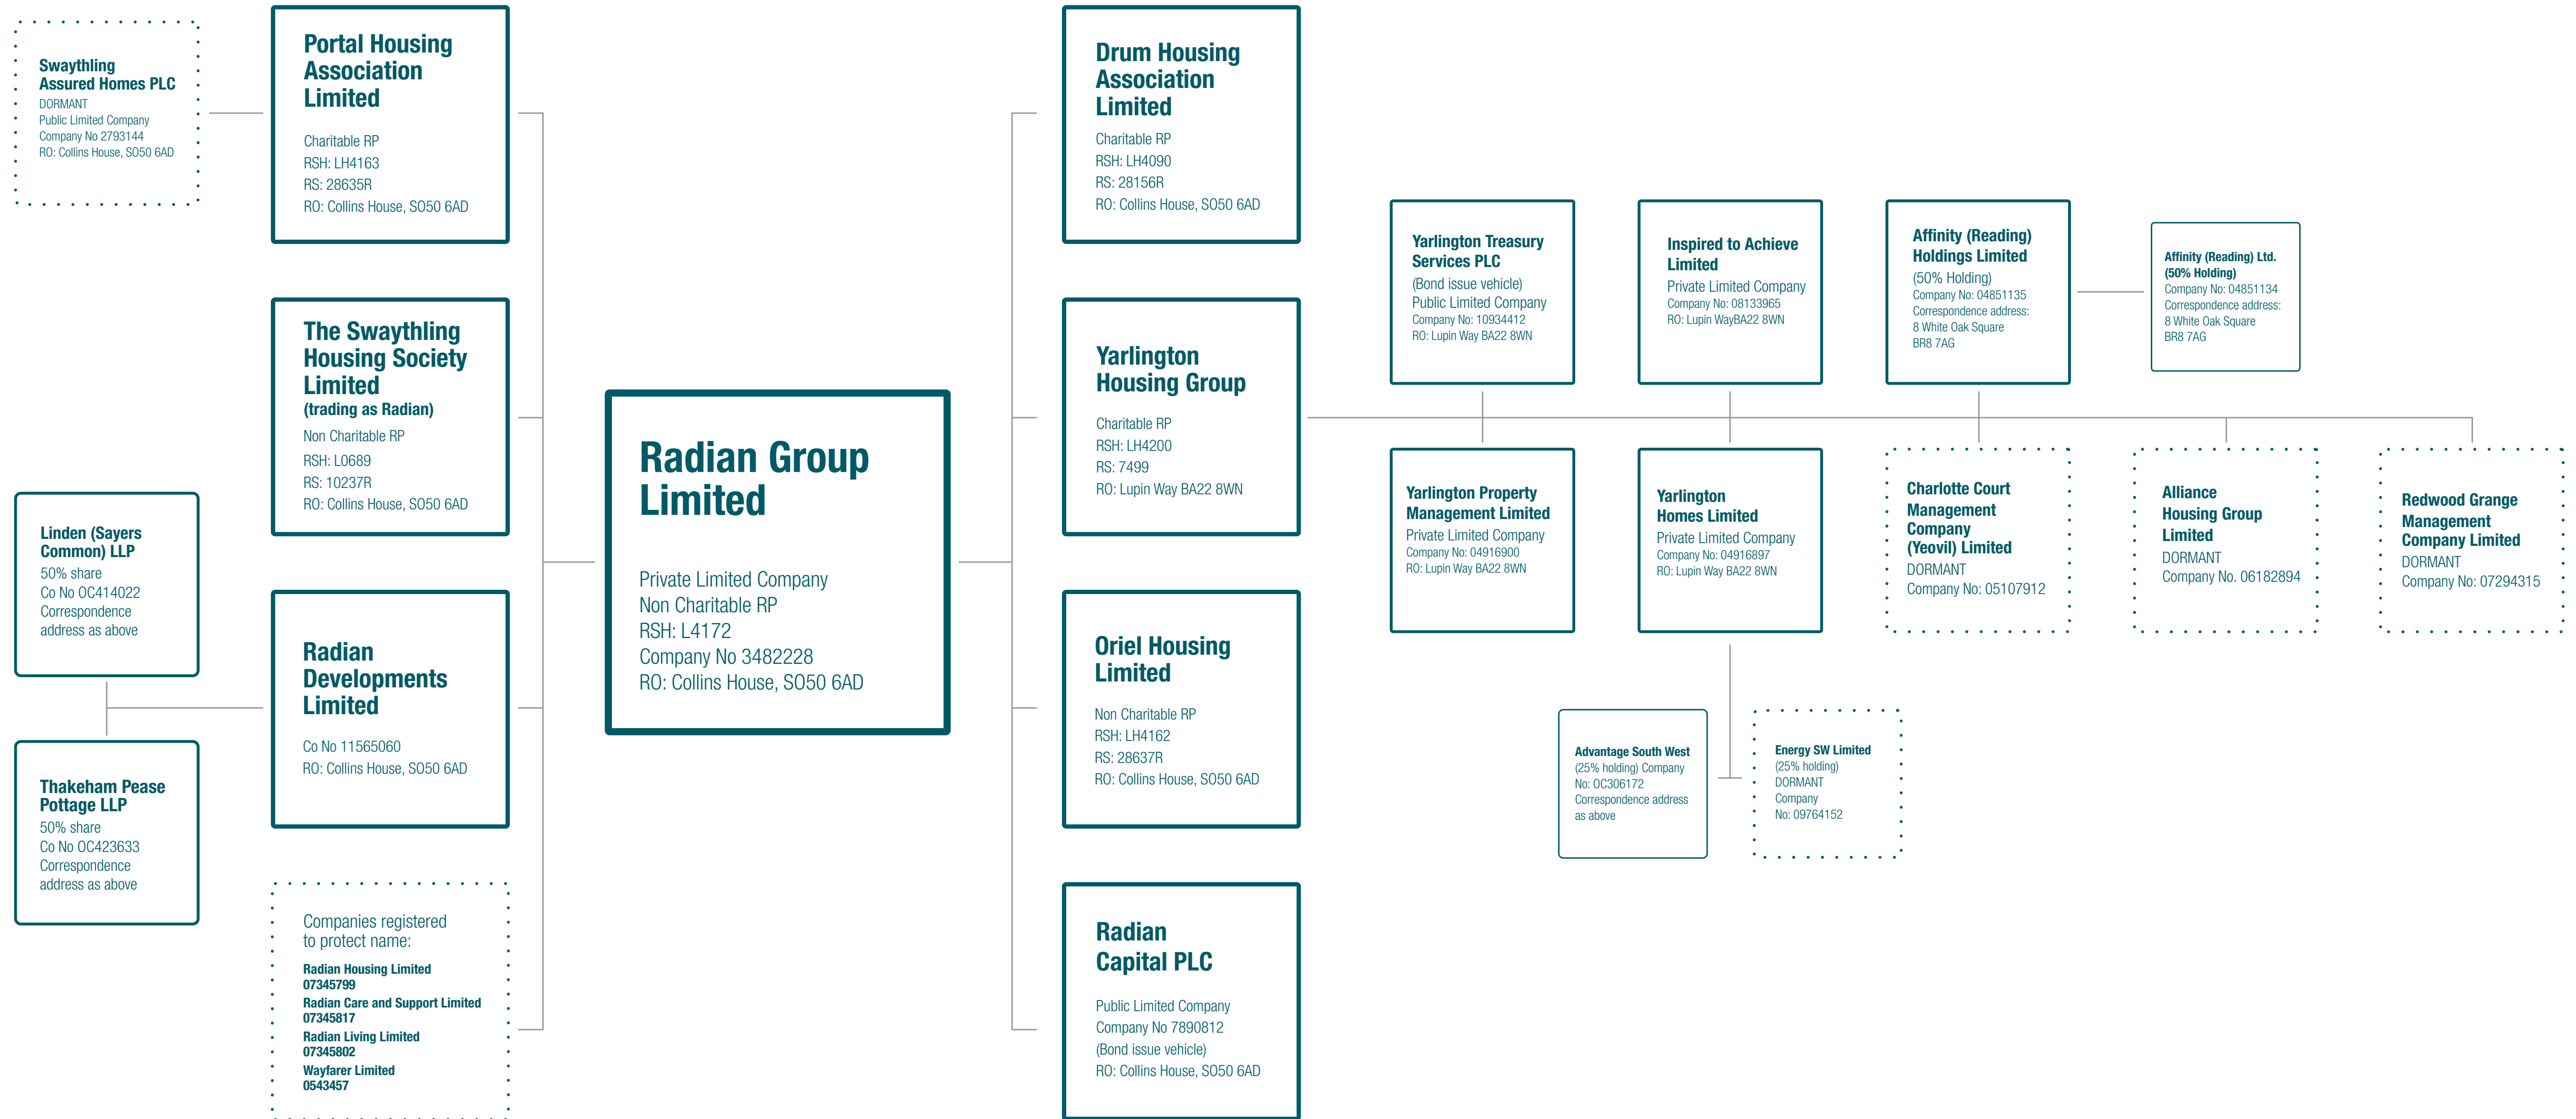 Swaythling
Assured Homes PLC
DORMANT
Public Limited Company
Company No 2793144
RO: Collins House, SO50 6AD
Portal Housing
Association
Limited
Charitable RP
RSH: LH4163
RS: 28635R
RO: Collins House, SO50 6AD
The Swaythling
Housing Society
Limited
(trading as Radian)
Non Charitable RP
RSH: L0689
RS: 10237R
RO: Collins House, SO50 6AD
Linden (Sayers
Common) LLP
50% share
Co No OC414022
Correspondence
address as above
Thakeham Pease
Pottage LLP
50% share
Co No OC423633
Correspondence
address as above
Radian
Developments
Limited
Co No 11565060
RO: Collins House, SO50 6AD
Companies registered
to protect name:
Radian Housing Limited
07345799
Radian Care and Support Limited
07345817
Radian Living Limited
07345802
Wayfarer Limited
0543457
Radian Group
Limited
Private Limited Company
Non Charitable RP
RSH: L4172
Company No 3482228
RO: Collins House, SO50 6AD
Drum Housing
Association
Limited
Charitable RP
RSH: LH4090
RS: 28156R
RO: Collins House, SO50 6AD
Yarlington
Housing Group
Charitable RP
RSH: LH4200
RS: 7499
RO: Lupin Way BA22 8WN
Oriel Housing
Limited
Non Charitable RP
RSH: LH4162
RS: 28637R
RO: Collins House, SO50 6AD
Radian
Capital PLC
Public Limited Company
Company No 7890812
(Bond issue vehicle)
RO: Collins House, SO50 6AD
Yarlington Treasury
Services PLC
(Bond issue vehicle)
Public Limited Company
Company No: 10934412
RO: Lupin Way BA22 8WN
Inspired to Achieve
Limited
Private Limited Company
Company No: 08133965
RO: Lupin WayBA22 8WN
Affinity (Reading)
Holdings Limited
(50% Holding)
Company No: 04851135
Correspondence address:
8 White Oak Square
BR8 7AG
Affinity (Reading) Ltd.
(50% Holding)
Company No: 04851134
Correspondence address:
8 White Oak Square
BR8 7AG
Yarlington Property
Management Limited
Private Limited Company
Company No: 04916900
RO: Lupin Way BA22 8WN
Yarlington
Homes Limited
Private Limited Company
Company No: 04916897
RO: Lupin Way BA22 8WN
Charlotte Court
Management
Company
(Yeovil) Limited
DORMANT
Company No: 05107912
Alliance
Housing Group
Limited
DORMANT
Company No. 06182894
Redwood Grange
Management
Company Limited
DORMANT
Company No: 07294315
Advantage South West
(25% holding) Company
No: OC306172
Correspondence address
as above
Energy SW Limited
(25% holding)
DORMANT
Company
No: 09764152